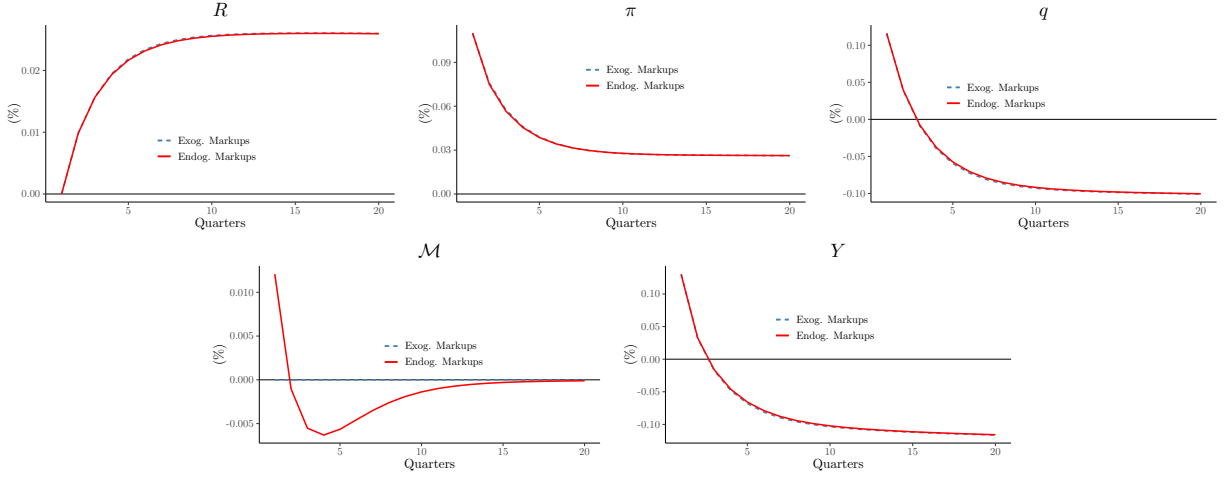 R
(%)
0.02
0.01
0.00
Exog. Markups
Endog. Markups
5
10
15
20
Quarters
π
(%)
0.09
0.06
0.03
0.00
Exog. Markups
Endog. Markups
5
10
15
20
Quarters
q
(%)
0.10
0.05
0.00
-0.05
-0.10
Exog. Markups
Endog. Markups
5
10
15
20
Quarters
ℳ
(%)
0.010
0.005
0.000
-0.005
Exog. Markups
Endog. Markups
5
10
15
20
Quarters
Y
(%)
0.10
0.05
0.00
-0.05
-0.10
Exog. Markups
Endog. Markups
5
10
15
20
Quarters